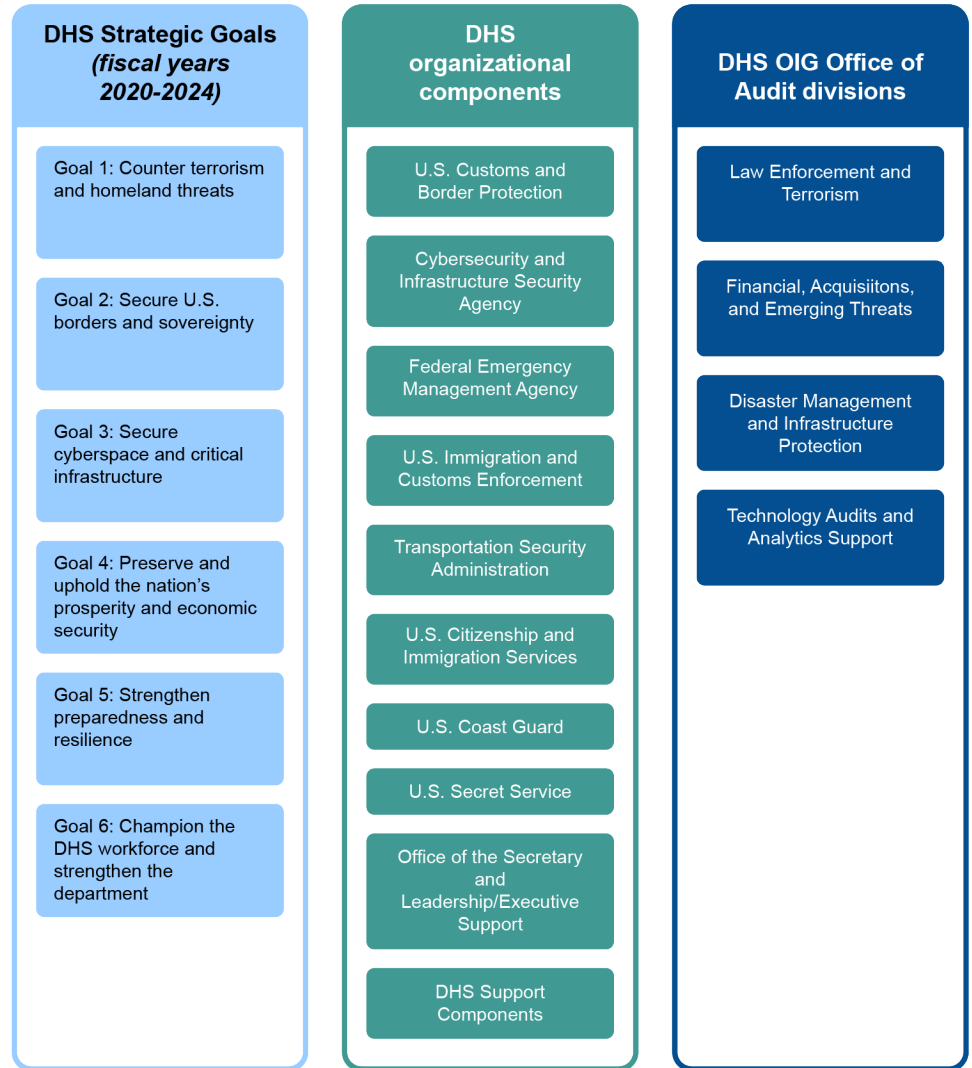 DHS Strategic Goals
(fiscal years
2020-2024)
Goal 1: Counter terrorism
and homeland threats
Goal 2: Secure U.S.
borders and sovereignty
Goal 3: Secure
cyberspace and critical
infrastructure
Goal 4: Preserve and
uphold the nation’s
prosperity and economic
security
Goal 5: Strengthen
preparedness and
resilience
Goal 6: Champion the
DHS workforce and
strengthen the
department
DHS
organizational
components
U.S. Customs and
Border Protection
Cybersecurity and
Infrastructure Security
Agency
Federal Emergency
Management Agency
U.S. Immigration and
Customs Enforcement
Transportation Security
Administration
U.S. Citizenship and
Immigration Services
U.S. Coast Guard
U.S. Secret Service
Office of the Secretary
and
Leadership/Executive
Support
DHS Support
Components
DHS OIG Office of
Audit divisions
Law Enforcement and
Terrorism
Financial, Acquisiitons,
and Emerging Threats
Disaster Management
and Infrastructure
Protection
Technology Audits and
Analytics Support